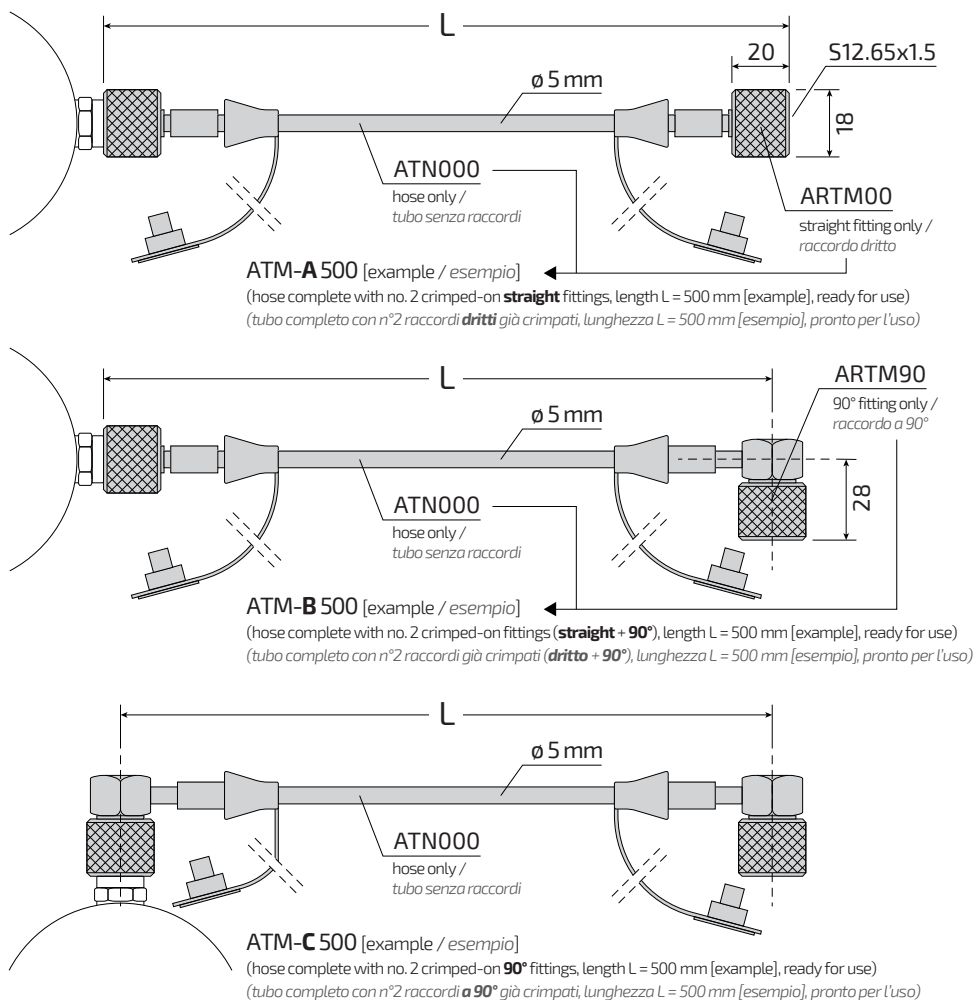 L
20
S12.65x1.5
ø 5 mm
18
ATN000
hose only /
tubo senza raccordi
ARTM00
straight fitting only /
raccordo dritto
ATM-A 500 [example / esempio]
(hose complete with no. 2 crimped-on straight fittings, length L = 500 mm [example], ready for use)
(tubo completo con n°2 raccordi dritti già crimpati, lunghezza L = 500 mm [esempio], pronto per l'uso)
L
ARTM90
90° fitting only /
raccordo a 90°
ø 5 mm
28
ATN000
hose only /
tubo senza raccordi
ATM-B 500 [example / esempio]
(hose complete with no. 2 crimped-on fittings (straight + 90°), length L = 500 mm [example], ready for use)
(tubo completo con n°2 raccordi già crimpati (dritto + 90°), lunghezza L = 500 mm [esempio], pronto per l'uso)
L
ø 5 mm
ATN000
hose only /
tubo senza raccordi
ATM-C 500 [example / esempio]
(hose complete with no. 2 crimped-on 90° fittings, length L = 500 mm [example], ready for use)
(tubo completo con n°2 raccordi a 90° già crimpati, lunghezza L = 500 mm [esempio], pronto per l'uso)